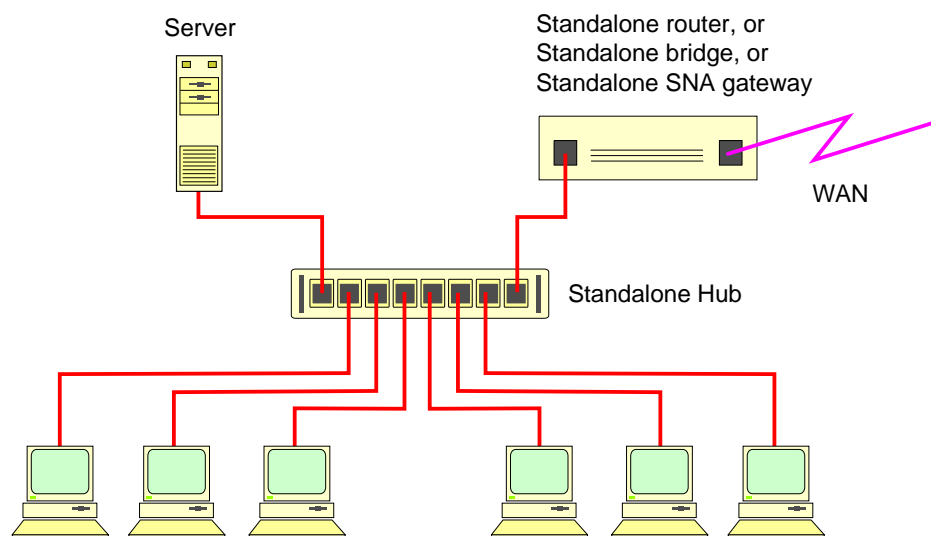 Server
Standalone router, or
Standalone bridge, or
Standalone SNA gateway
WAN
Standalone Hub